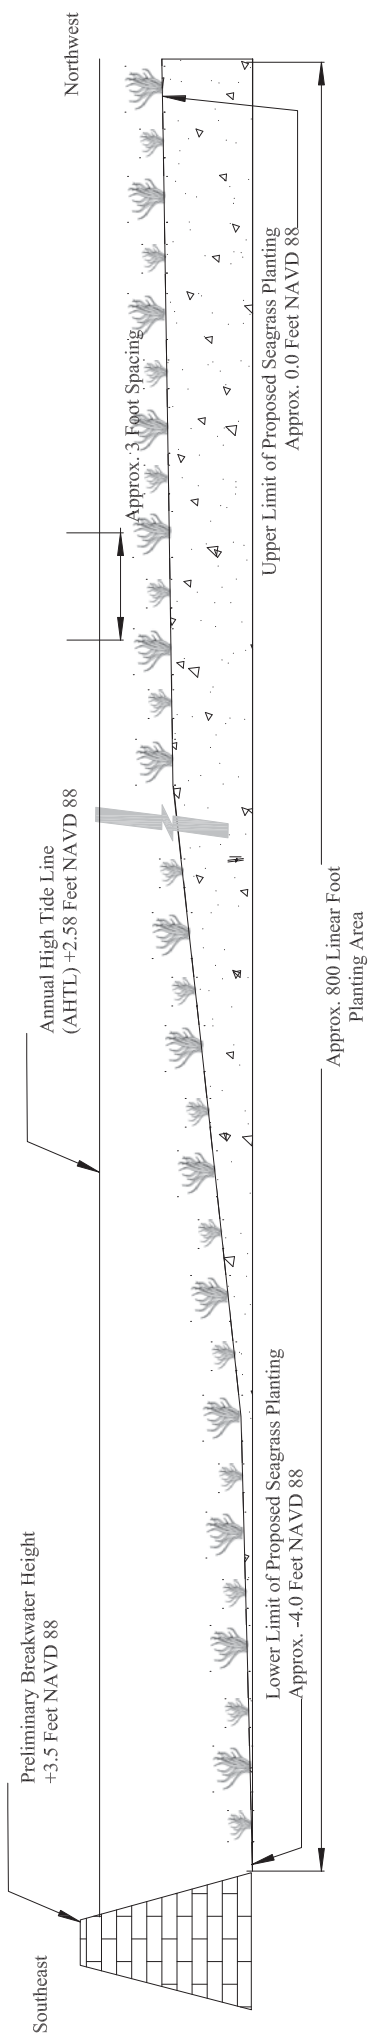 Southeast
Northwest
Preliminary Breakwater Height
+3.5 Feet NAVD 88
Annual High Tide Line
(AHTL) +2.58 Feet NAVD 88
Approx. 3 Foot Spacing
Lower Limit of Proposed Seagrass Planting
Approx. -4.0 Feet NAVD 88
Upper Limit of Proposed Seagrass Planting
Approx. 0.0 Feet NAVD 88
Approx. 800 Linear Foot
Planting Area